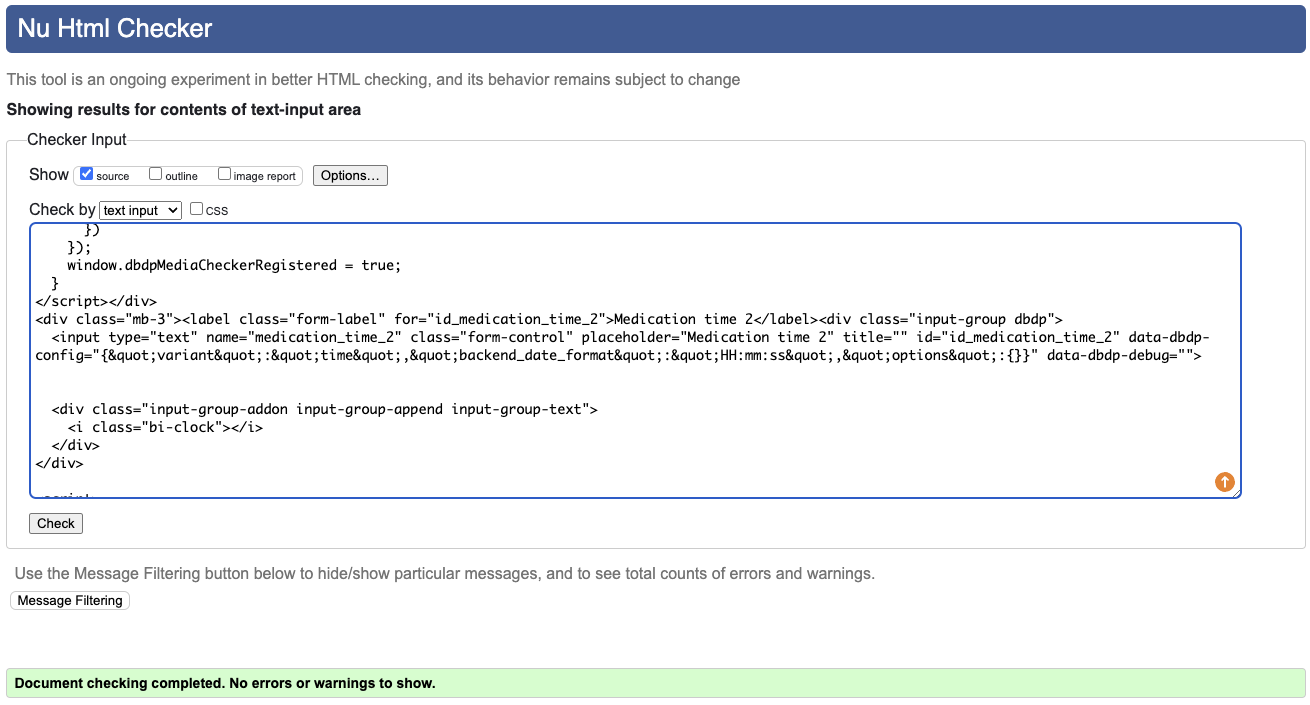 Nu Html Checker
This tool is an ongoing experiment in better HTML checking, and its behavior remains subject to change
Showing results for contents of text-input area
Checker Input
Show source outline image report Options...
Check by text input CSS
      })
    });
    window.dbdpMediaCheckerRegistered = true;
  }
</script></div>
<div class="mb-3"><label class="form-label" for="id_medication_time_2">Medication time 2</label><div class="input-group dbdp">
  <input type="text" name="medication_time_2" class="form-control" placeholder="Medication time 2" title="" id="id_medication_time_2" data-dbdp-
config="{&quot;variant&quot;:&quot;time&quot;,&quot;backend_date_format&quot;:&quot;HH:mm:ss&quot;,&quot;options&quot;:{}}" data-dbdp-debug="">
  <div class="input-group-addon input-group-append input-group-text">
    <i class="bi-clock"></i>
  </div>
</div>
Check
Use the Message Filtering button below to hide/show particular messages, and to see total counts of errors and warnings.
Message Filtering
Document checking completed. No errors or warnings to show.